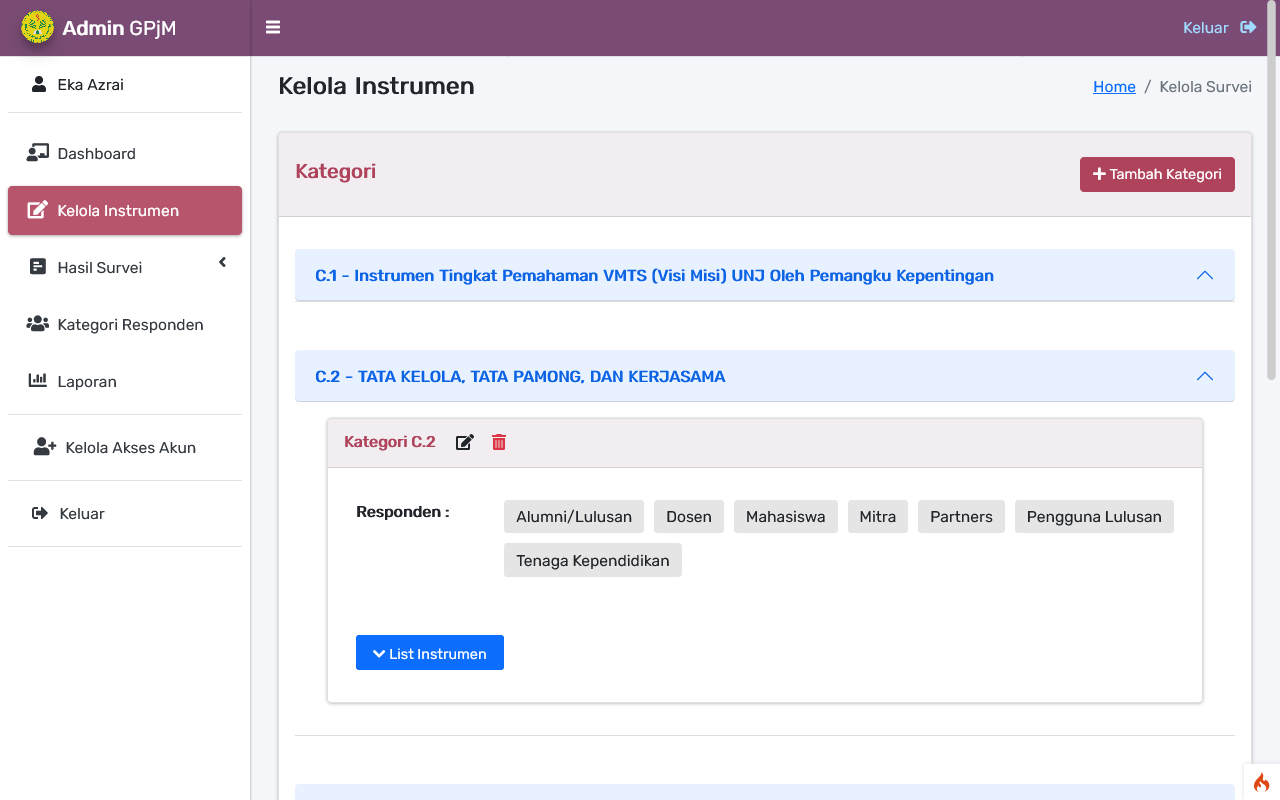 Admin GPjM
Keluar
Eka Azrai
Dashboard
Kelola Instrumen
Hasil Survei
Kategori Responden
Laporan
Kelola Akses Akun
Keluar
Kelola Instrumen
Home / Kelola Survei
Kategori
Tambah Kategori
C.1 - Instrumen Tingkat Pemahaman VMTS (Visi Misi) UNJ Oleh Pemangku Kepentingan
C.2 - TATA KELOLA, TATA PAMONG, DAN KERJASAMA
Kategori C.2
Responden :
Alumni/Lulusan Dosen Mahasiswa Mitra Partners Pengguna Lulusan
Tenaga Kependidikan
List Instrumen